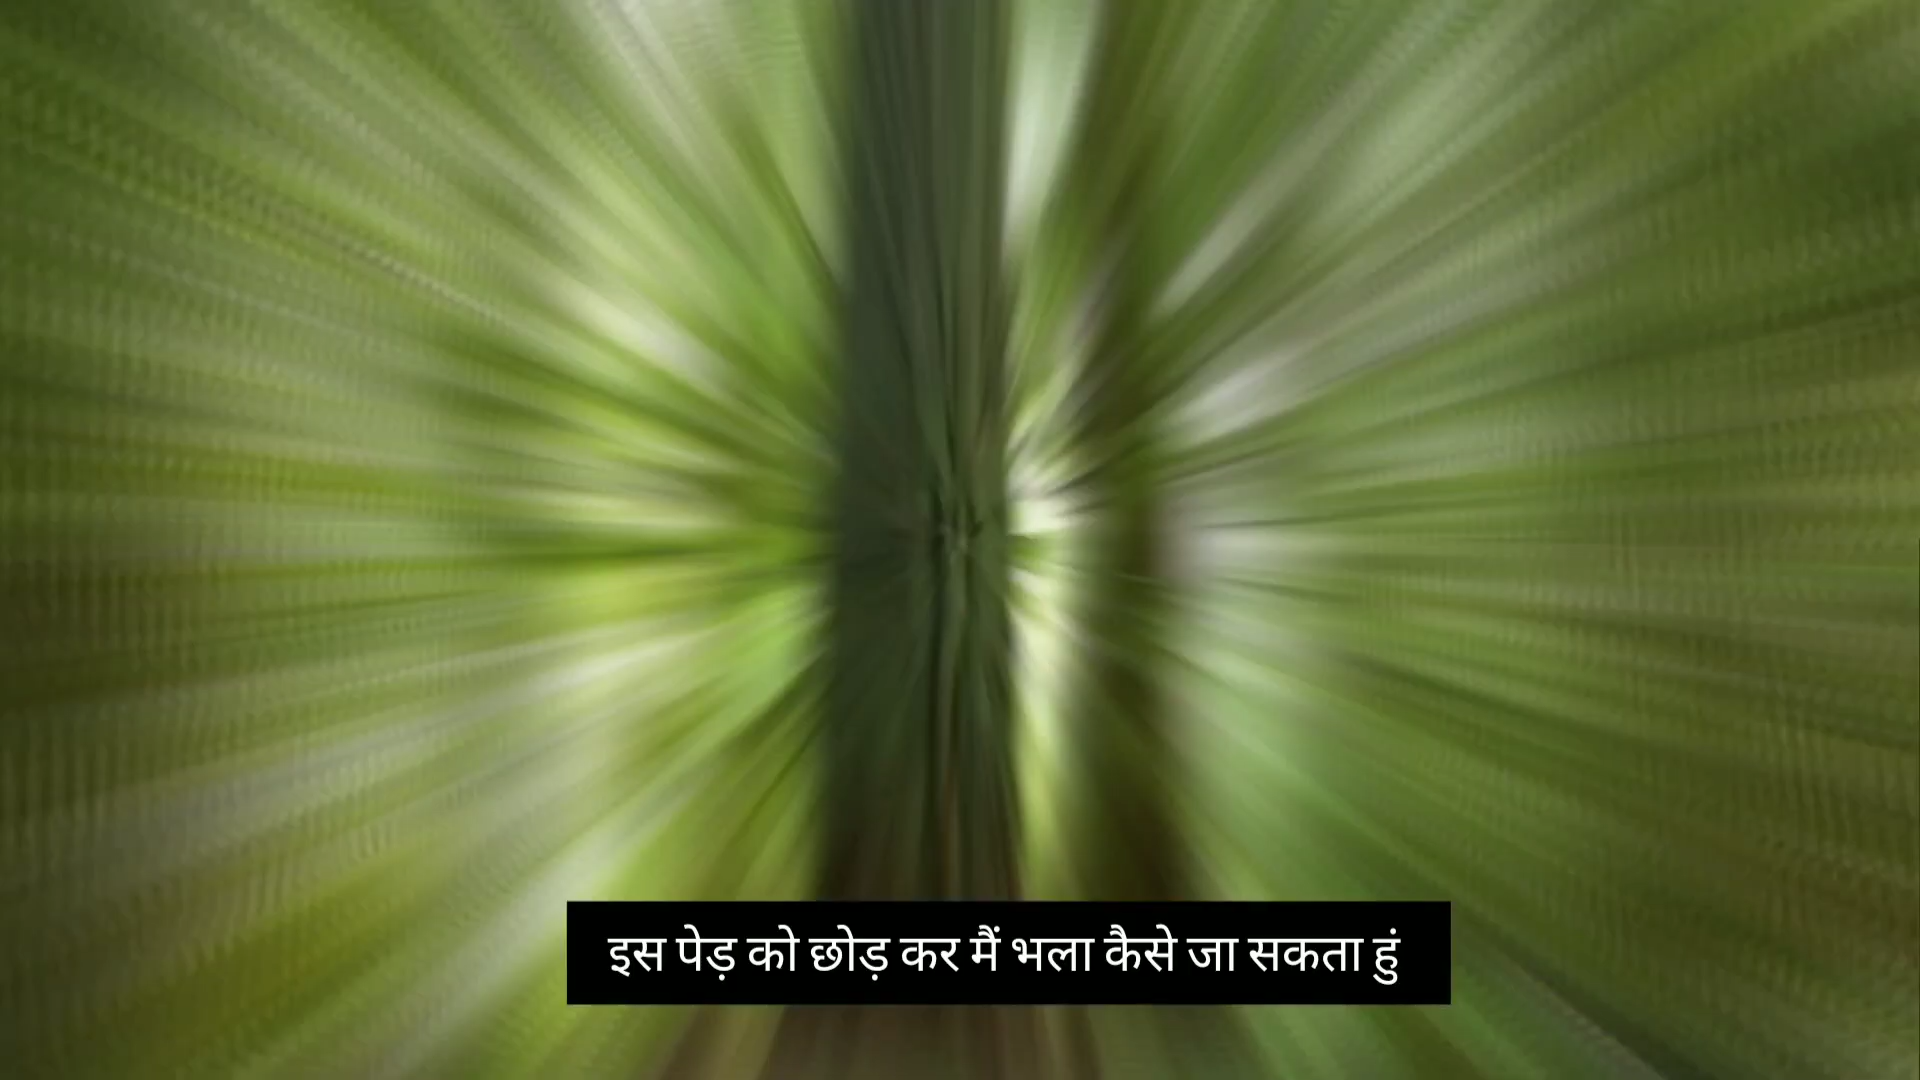 इस पेड़ को छोड़ कर मैं भला कैसे जा सकता हुं